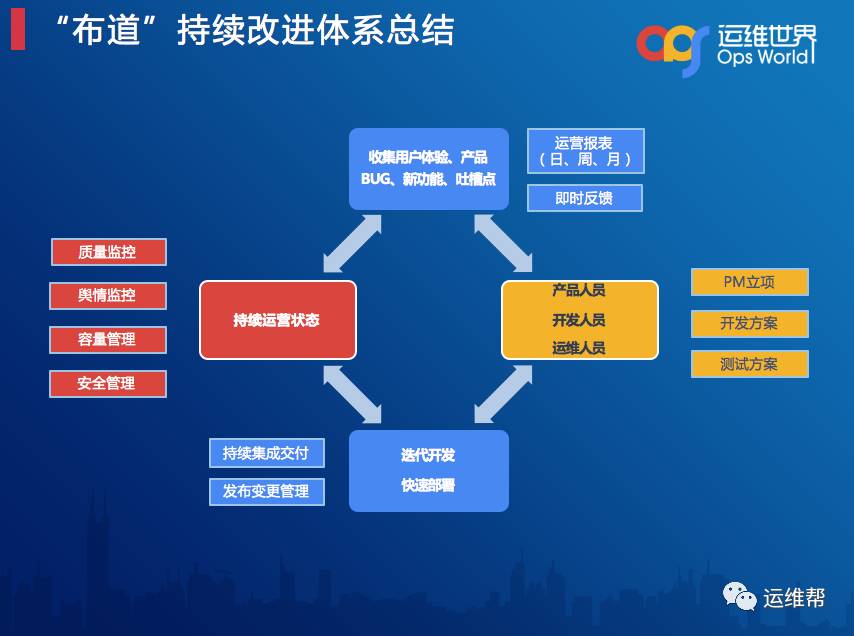 “布道”持续改进体系总结
ops
运维世界
Ops World
收集用户体验、产品
BUG、新功能、吐槽点
运营报表
（日、周、月）
即时反馈
质量监控
舆情监控
容量管理
安全管理
持续运营状态
产品人员
开发人员
运维人员
PM立项
开发方案
测试方案
持续集成交付
发布变更管理
迭代开发
快速部署
运维帮